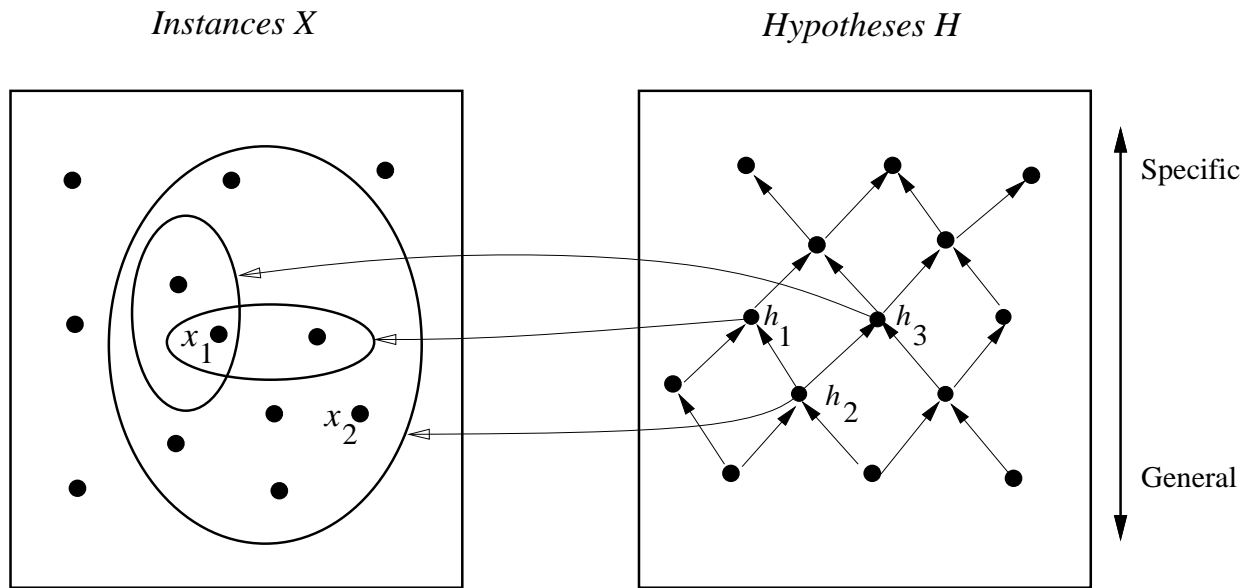 Instances X
Hypotheses H
Specific
h1
h3
x1
h2
x2
General